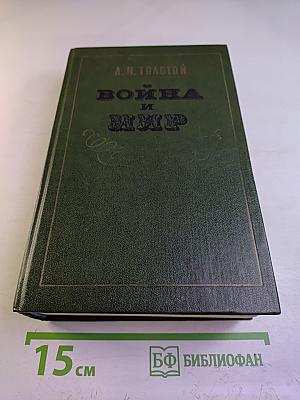 Л. Н. ТОЛСТОЙ
ВОЙНА
И
МИР
15 см
БФ БИБЛИОФАН